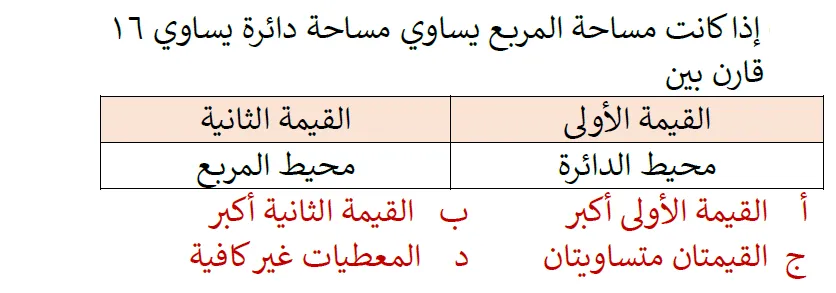 إذا كانت مساحة المربع يساوي مساحة دائرة يساوي ١٦
قارن بين
القيمة الأولى القيمة الثانية
محيط الدائرة محيط المربع
أ القيمة الأولى أكبر ب القيمة الثانية أكبر
ج القيمتان متساويتان د المعطيات غير كافية